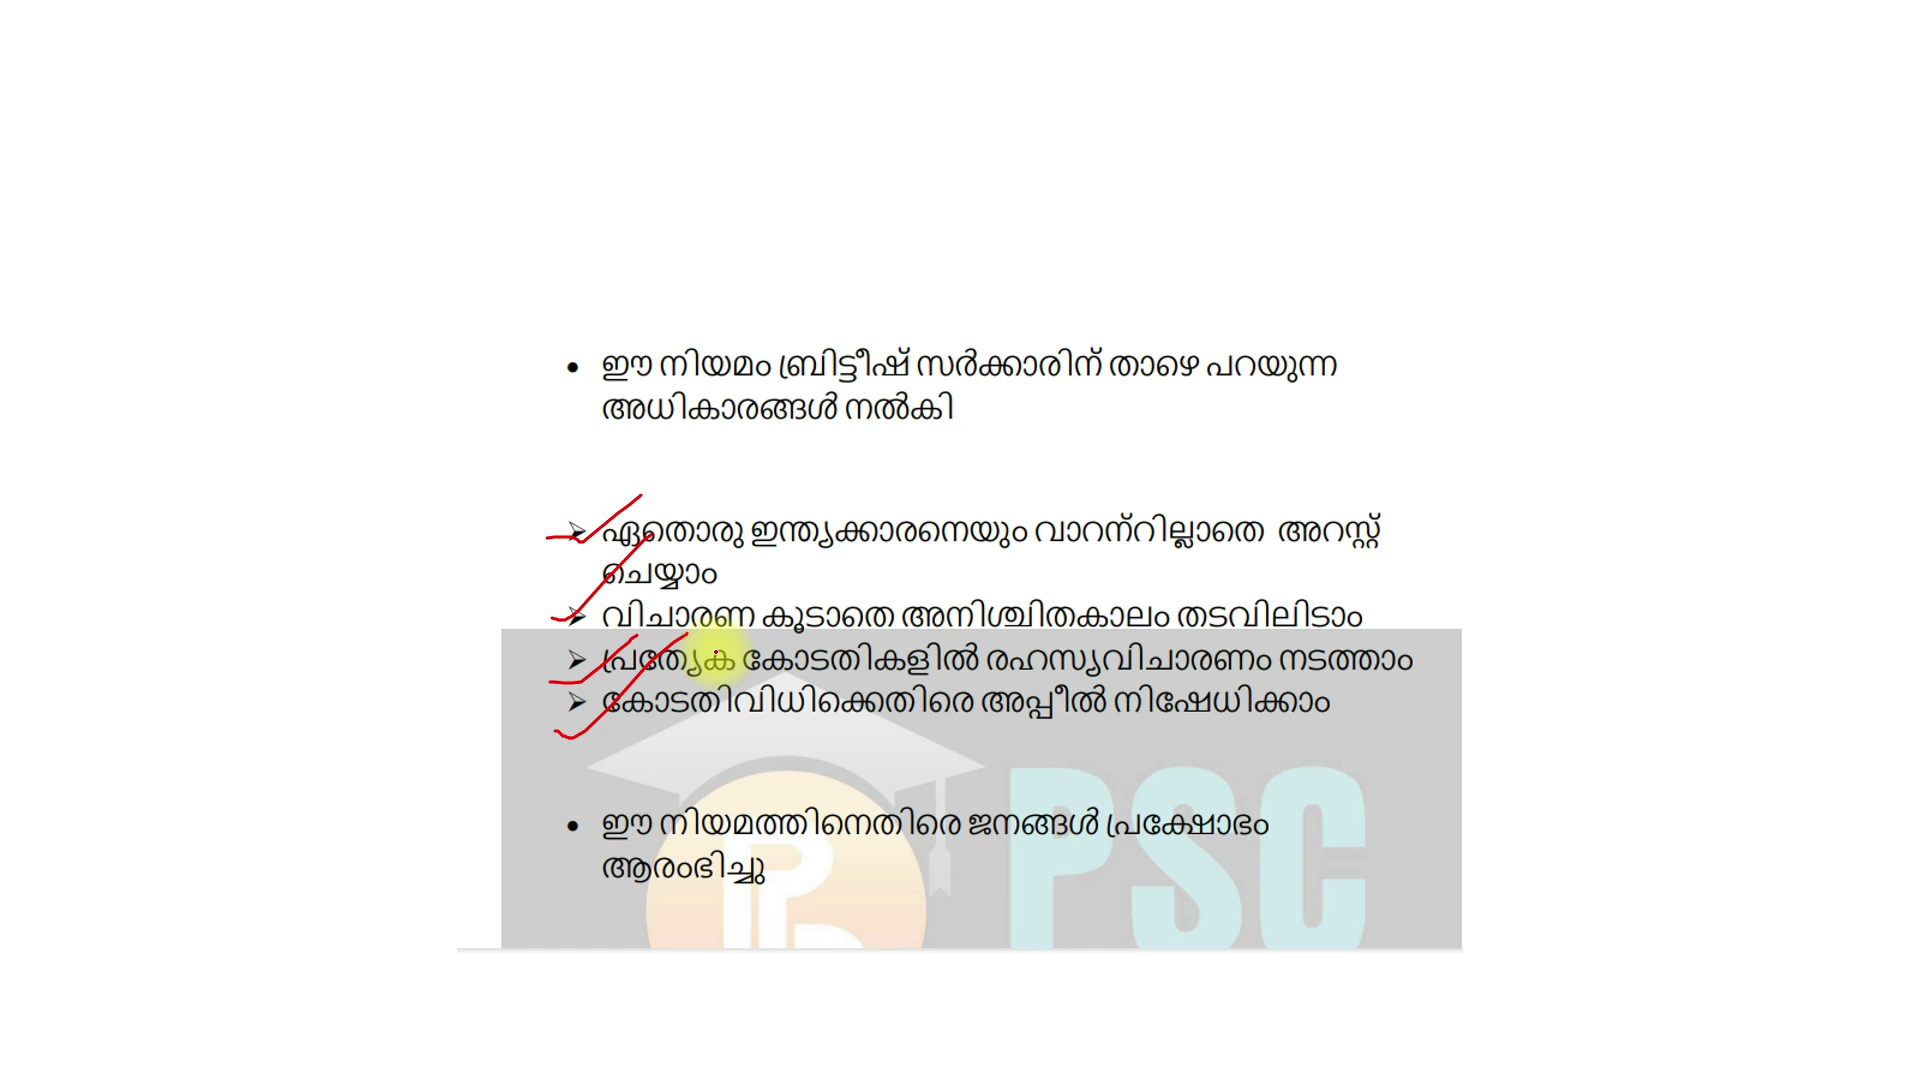 • ഈ നിയമം ബ്രിട്ടീഷ് സർക്കാരിന് താഴെ പറയുന്ന
അധികാരങ്ങൾ നൽകി
➢ ഏതൊരു ഇന്ത്യക്കാരനെയും വാറന്റില്ലാതെ അറസ്റ്റ്
ചെയ്യാം
➢ വിചാരണ കൂടാതെ അനിശ്ചിതകാലം തടവിലിടാം
➢ പ്രത്യേക കോടതികളിൽ രഹസ്യവിചാരണം നടത്താം
➢ കോടതിവിധിക്കെതിരെ അപ്പീൽ നിഷേധിക്കാം
• ഈ നിയമത്തിനെതിരെ ജനങ്ങൾ പ്രക്ഷോഭം
ആരംഭിച്ചു
PSC